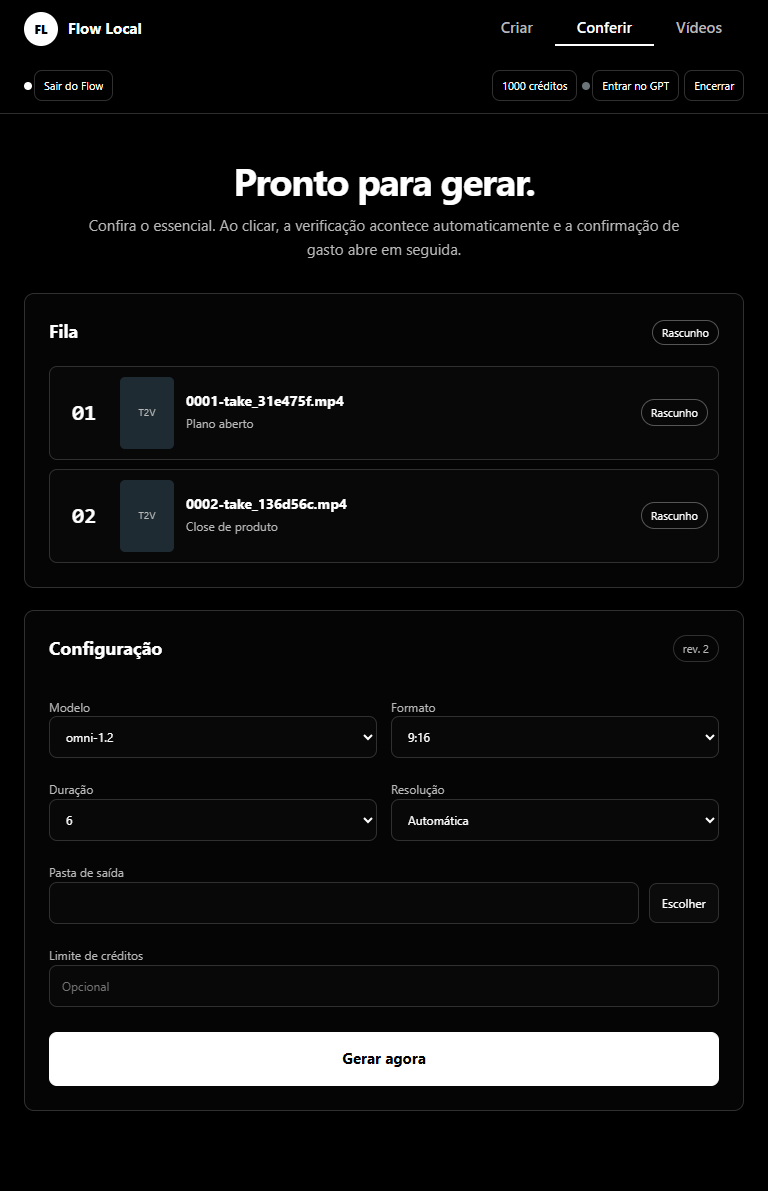 FL
Flow Local
Criar
Conferir
Vídeos
Sair do Flow
1000 créditos
Entrar no GPT
Encerrar
Pronto para gerar.
Confira o essencial. Ao clicar, a verificação acontece automaticamente e a confirmação de
gasto abre em seguida.
Fila
Rascunho
01
T2V
0001-take_31e475f.mp4
Plano aberto
Rascunho
02
T2V
0002-take_136d56c.mp4
Close de produto
Rascunho
Configuração
rev. 2
Modelo
omni-1.2
Formato
9:16
Duração
6
Resolução
Automática
Pasta de saída
Escolher
Limite de créditos
Opcional
Gerar agora